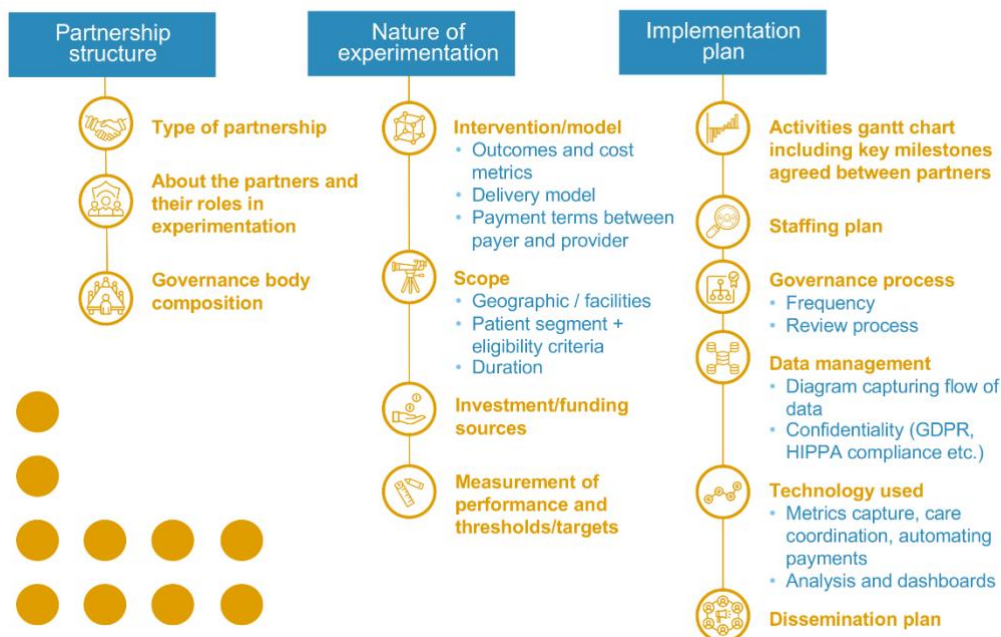 Partnership
structure
Type of partnership
About the partners and
their roles in
experimentation
Governance body
composition
Nature of
experimentation
Intervention/model
• Outcomes and cost
metrics
• Delivery model
• Payment terms between
payer and provider
Scope
• Geographic / facilities
• Patient segment +
eligibility criteria
• Duration
Investment/funding
sources
Measurement of
performance and
thresholds/targets
Implementation
plan
Activities gantt chart
including key milestones
agreed between partners
Staffing plan
Governance process
• Frequency
• Review process
Data management
• Diagram capturing flow of
data
• Confidentiality (GDPR,
HIPPA compliance etc.)
Technology used
• Metrics capture, care
coordination, automating
payments
• Analysis and dashboards
Dissemination plan